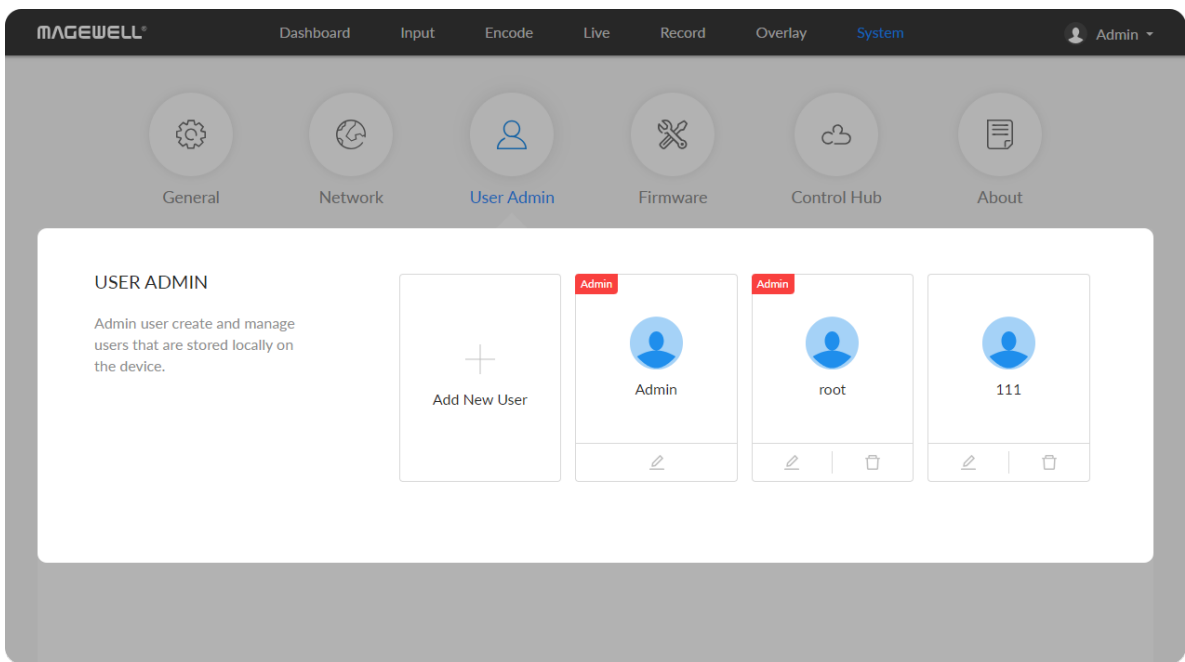 MAGEWELL®
Dashboard Input Encode Live Record Overlay System Admin
General Network User Admin Firmware Control Hub About
USER ADMIN
Admin user create and manage
users that are stored locally on
the device.
Add New User
Admin
Admin
Admin
root
111